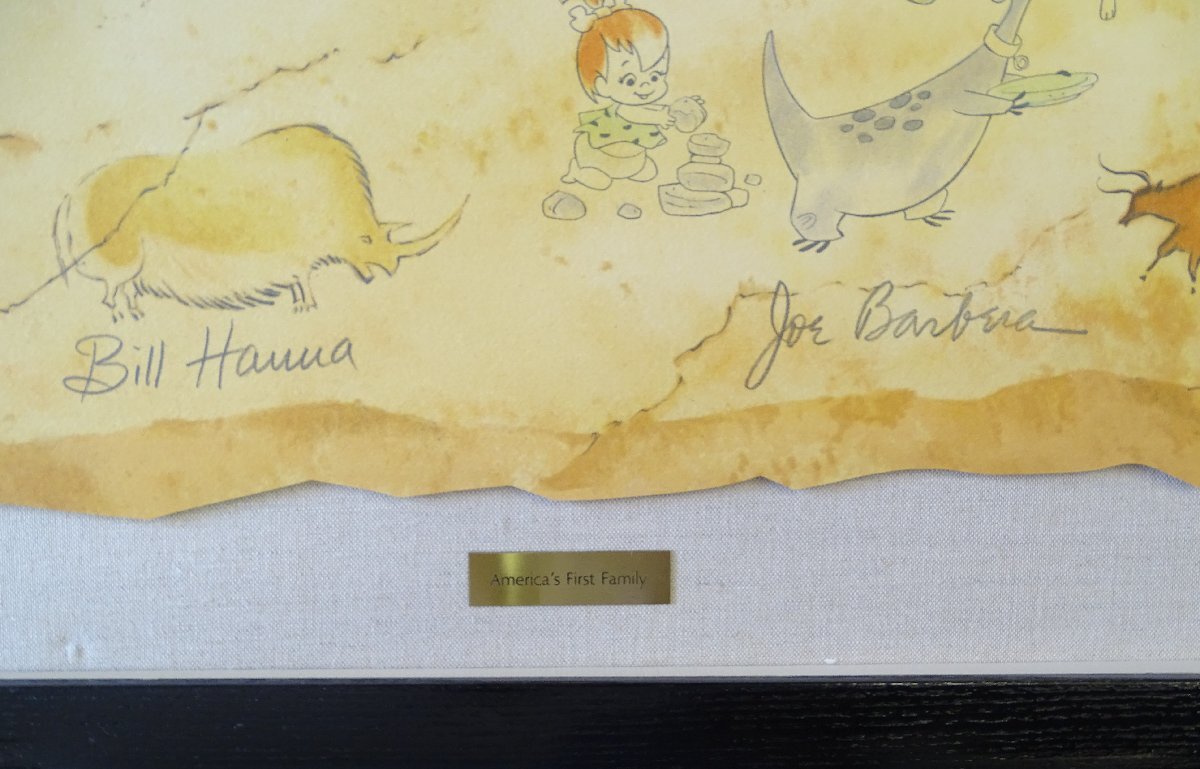 Bill Hanna
Joe Barbera
America's First Family